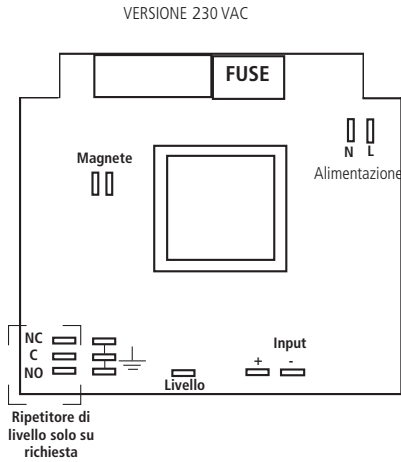 VERSIONE 230 VAC
FUSE
N L
Alimentazione
Magnete
NC
C
NO
Livello
Input
+ -
Ripetitore di
livello solo su
richiesta